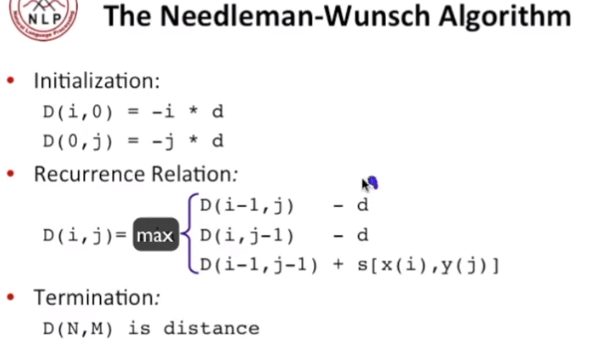 NLP
The Needleman-Wunsch Algorithm
• Initialization:
D(i,0) = -i * d
D(0,j) = -j * d
• Recurrence Relation:
D(i-1,j) - d
D(i,j)= max D(i,j-1) - d
D(i-1,j-1) + s[x(i),y(j)]
• Termination:
D(N,M) is distance